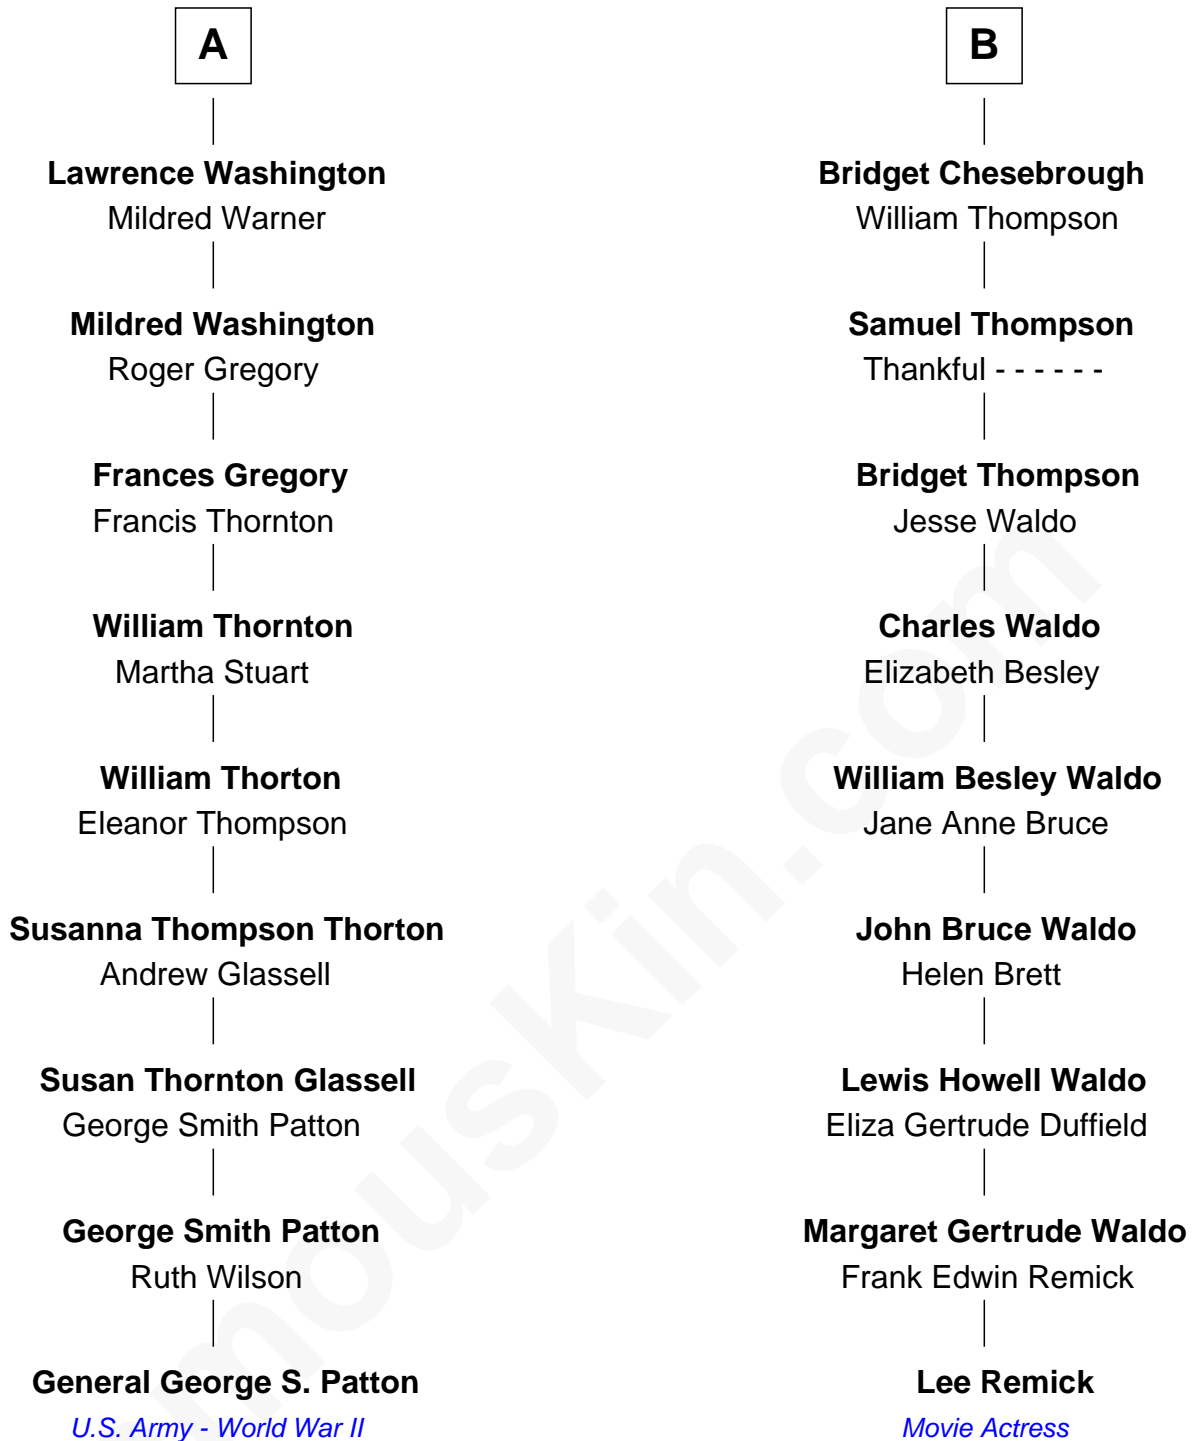 A
Lawrence Washington
Mildred Warner
Mildred Washington
Roger Gregory
Frances Gregory
Francis Thornton
William Thornton
Martha Stuart
William Thorton
Eleanor Thompson
Susanna Thompson Thorton
Andrew Glassell
Susan Thornton Glassell
George Smith Patton
George Smith Patton
Ruth Wilson
General George S. Patton
U.S. Army - World War II
B
Bridget Chesebrough
William Thompson
Samuel Thompson
Thankful - - - - - -
Bridget Thompson
Jesse Waldo
Charles Waldo
Elizabeth Besley
William Besley Waldo
Jane Anne Bruce
John Bruce Waldo
Helen Brett
Lewis Howell Waldo
Eliza Gertrude Duffield
Margaret Gertrude Waldo
Frank Edwin Remick
Lee Remick
Movie Actress
mousKin.com